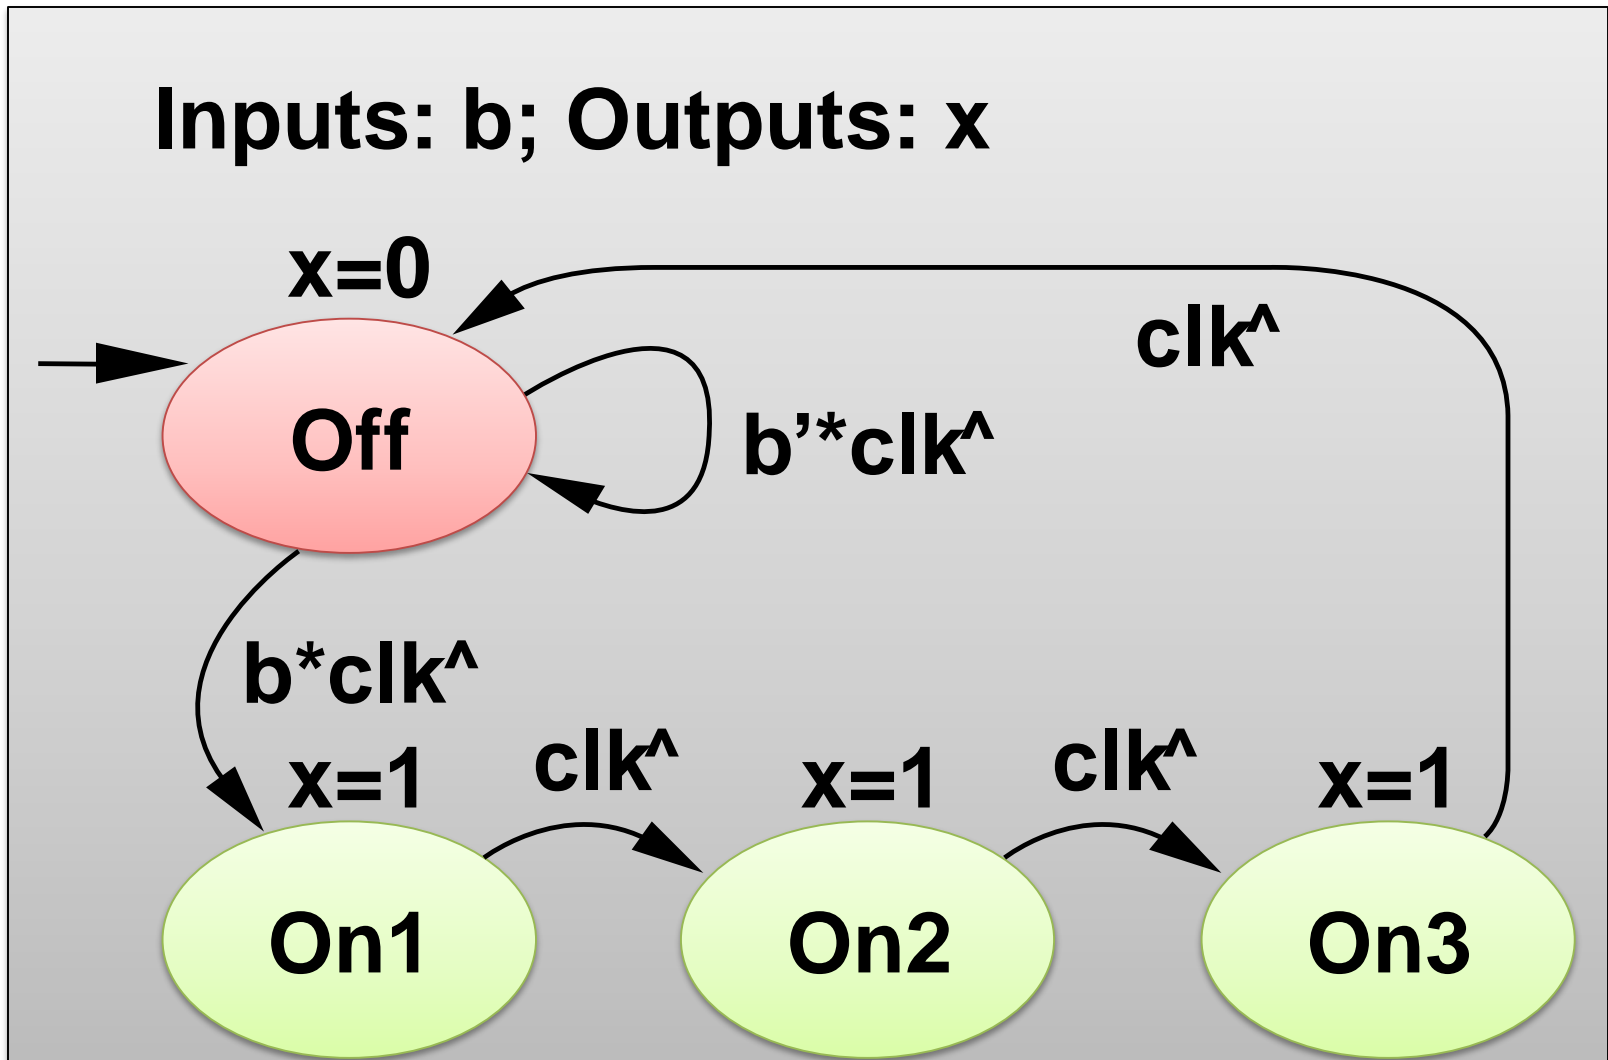 Inputs: b; Outputs: x
x=0
clk^
Off
b’*clk^
b*clk^
x=1
clk^
x=1
clk^
x=1
On1
On2
On3